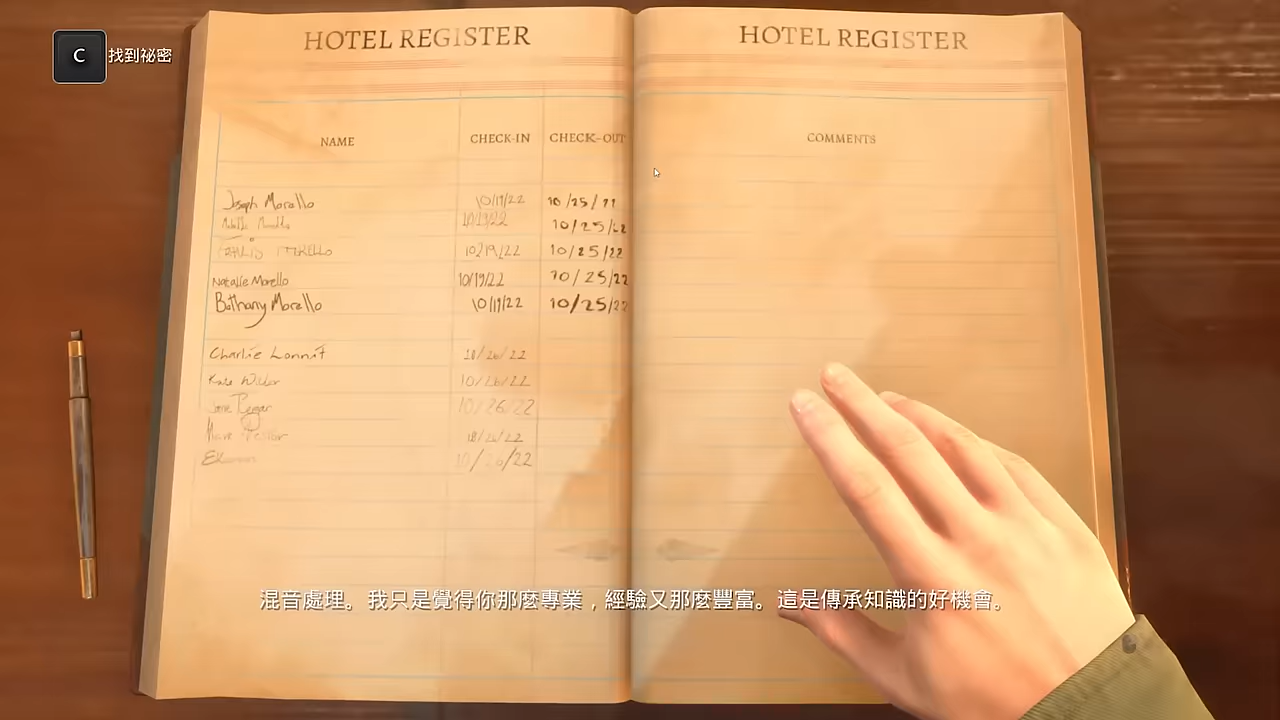 C 找到祕密
HOTEL REGISTER
NAME CHECK-IN CHECK-OUT
Joseph Morello 10/19/22 10/25/22
10/19/22 10/25/22
10/19/22 10/25/22
Natalie Morello 10/19/22 10/25/22
Bethany Morello 10/19/22 10/25/22
Charlie Lonnit 10/26/22
Kate Wilder 10/26/22
Jane 10/26/22
10/26/22
10/26/22
HOTEL REGISTER
COMMENTS
混音處理。我只是覺得你那麼專業，經驗又那麼豐富。這是傳承知識的好機會。